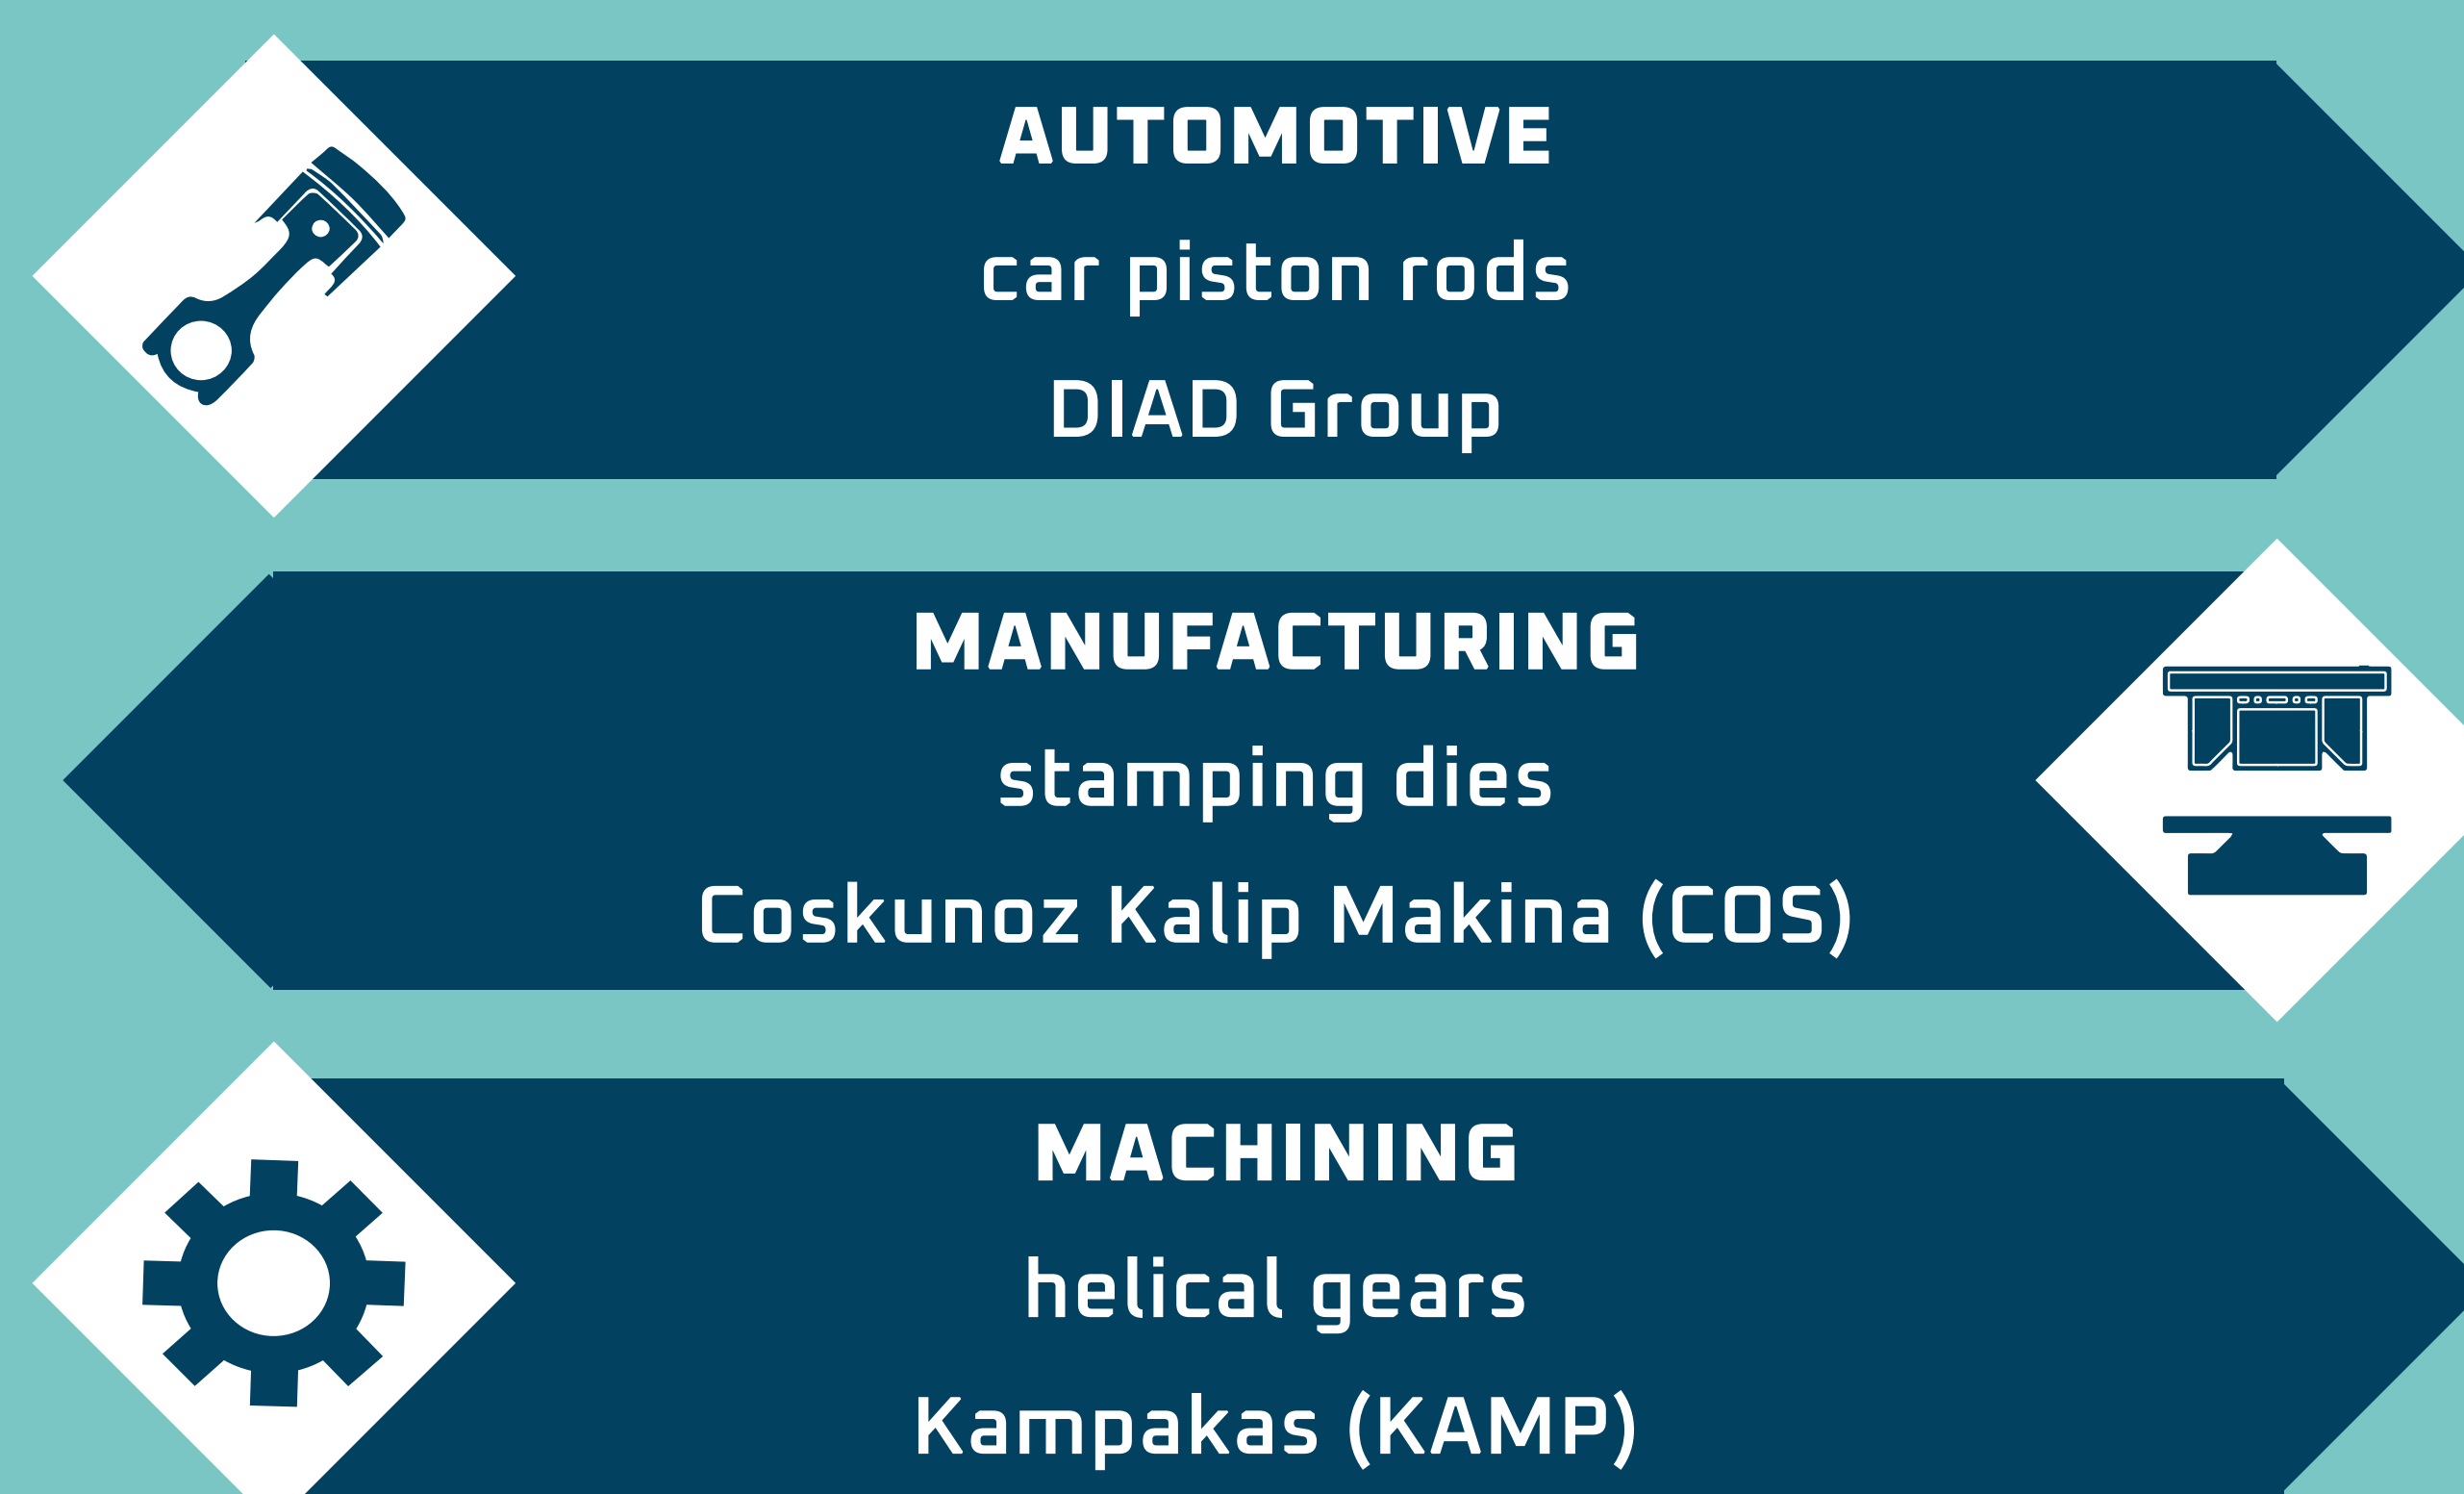 AUTOMOTIVE
car piston rods
DIAD Group
MANUFACTURING
stamping dies
Coskunoz Kalip Makina (COS)
MACHINING
helical gears
Kampakas (KAMP)